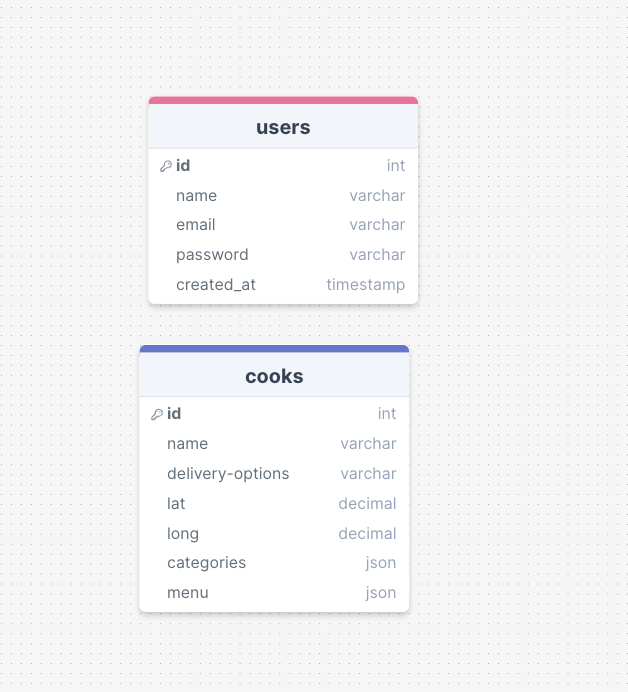 users
id int
name varchar
email varchar
password varchar
created_at timestamp
cooks
id int
name varchar
delivery-options varchar
lat decimal
long decimal
categories json
menu json